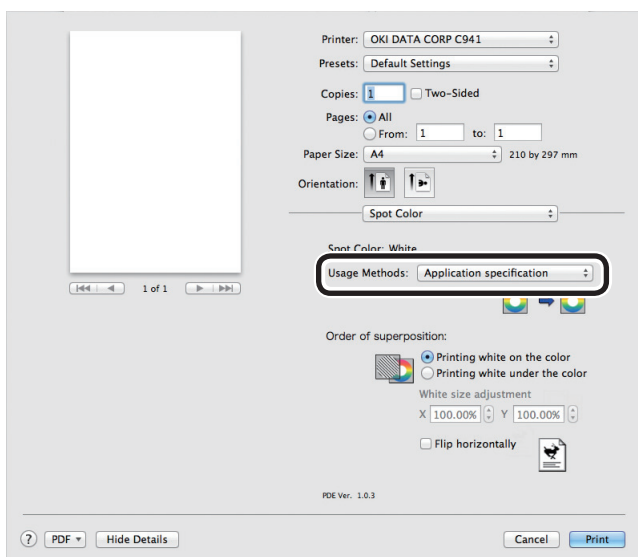 Printer: OKI DATA CORP C941
Presets: Default Settings
Copies: 1 Two-Sided
Pages: All
From: 1 to: 1
Paper Size: A4 210 by 297 mm
Orientation:
Spot Color
Spot Color: White
Usage Methods: Application specification
1 of 1
Order of superposition:
Printing white on the color
Printing white under the color
White size adjustment
X 100.00% Y 100.00%
Flip horizontally
PDE Ver. 1.0.3
? PDF Hide Details Cancel Print